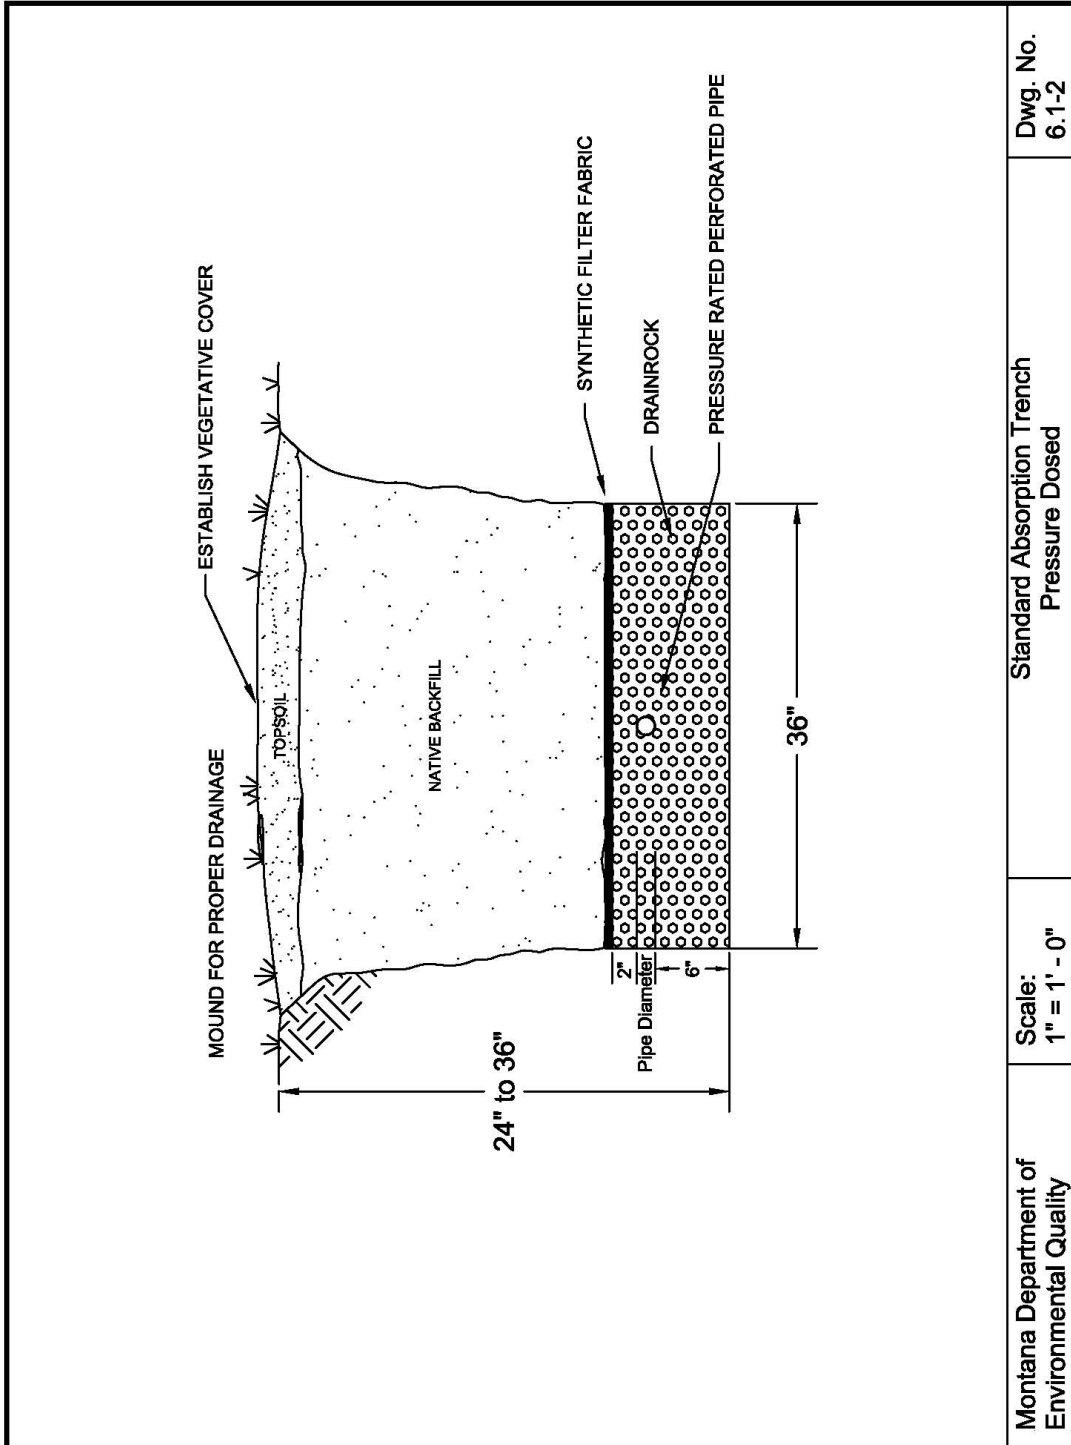 ESTABLISH VEGETATIVE COVER
MOUND FOR PROPER DRAINAGE
TOPSOIL
NATIVE BACKFILL
SYNTHETIC FILTER FABRIC
DRAINROCK
PRESSURE RATED PERFORATED PIPE
24" to 36"
2"
Pipe Diameter
6"
36"
Montana Department of
Environmental Quality
Scale:
1" = 1' - 0"
Standard Absorption Trench
Pressure Dosed
Dwg. No.
6.1-2